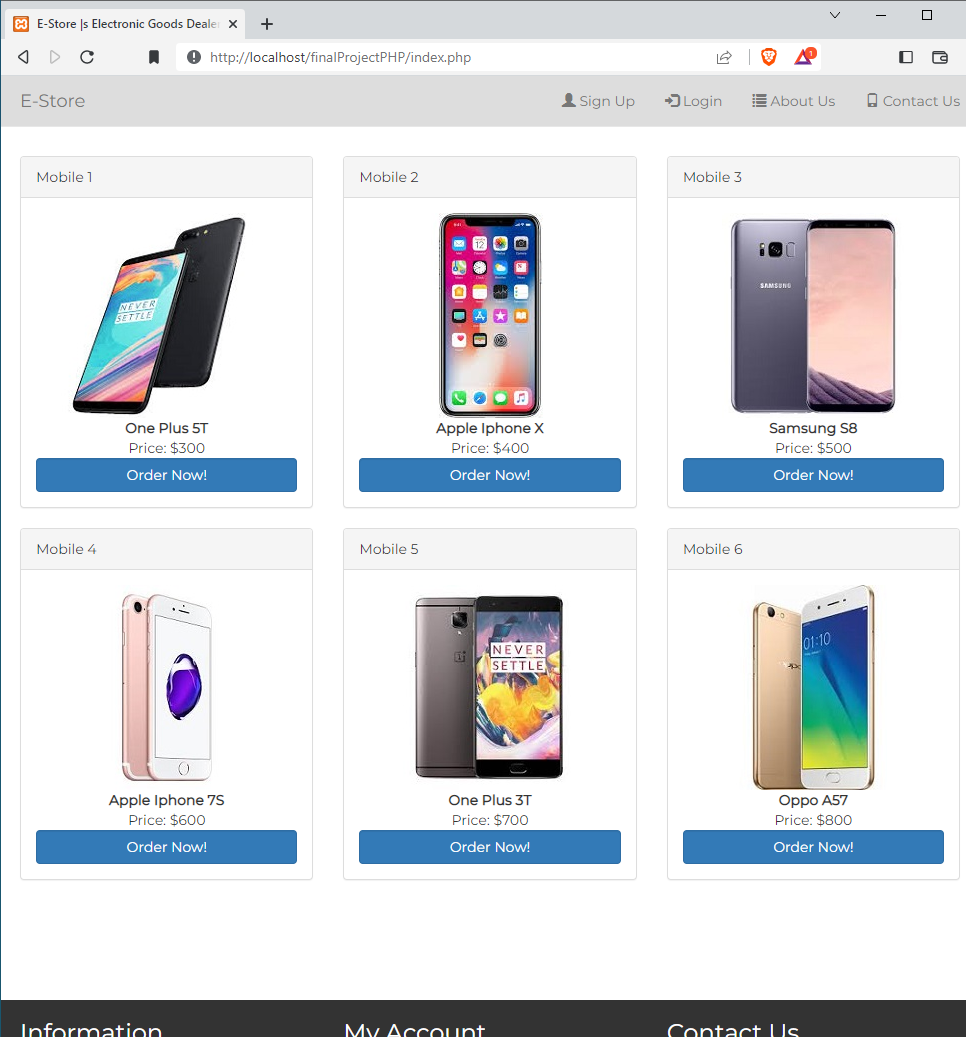 E-Store |s Electronic Goods Deale
http://localhost/finalProjectPHP/index.php
1
E-Store
Sign Up
Login
About Us
Contact Us
Mobile 1
Mobile 2
Mobile 3
NEVER
SETTLE
SAMSUNG
12
One Plus 5T
Price: $300
Order Now!
Apple Iphone X
Price: $400
Order Now!
Samsung S8
Price: $500
Order Now!
Mobile 4
Mobile 5
Mobile 6
NEVER
SETTLE
01:10
Apple Iphone 7S
Price: $600
Order Now!
One Plus 3T
Price: $700
Order Now!
Oppo A57
Price: $800
Order Now!
Information
My Account
Contact Us